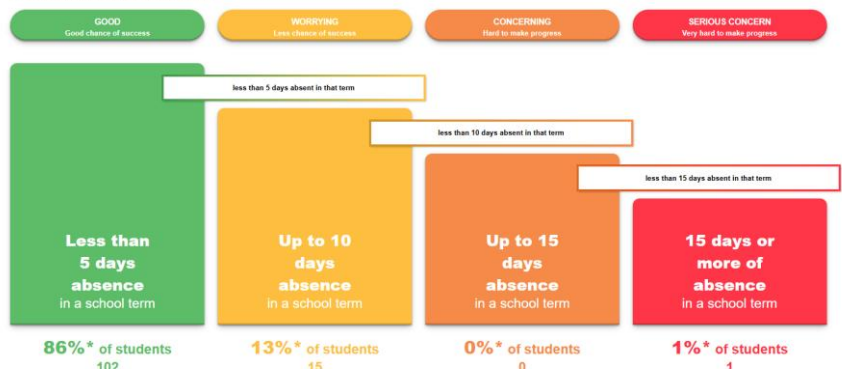 GOOD
Good chance of success
WORRYING
Less chance of success
CONCERNING
Hard to make progress
SERIOUS CONCERN
Very hard to make progress
less than 5 days absent in that term
less than 10 days absent in that term
less than 15 days absent in that term
Less than
5 days
absence
in a school term
Up to 10
days
absence
in a school term
Up to 15
days
absence
in a school term
15 days or
more of
absence
in a school term
86%* of students
102
13%* of students
15
0%* of students
0
1%* of students
1